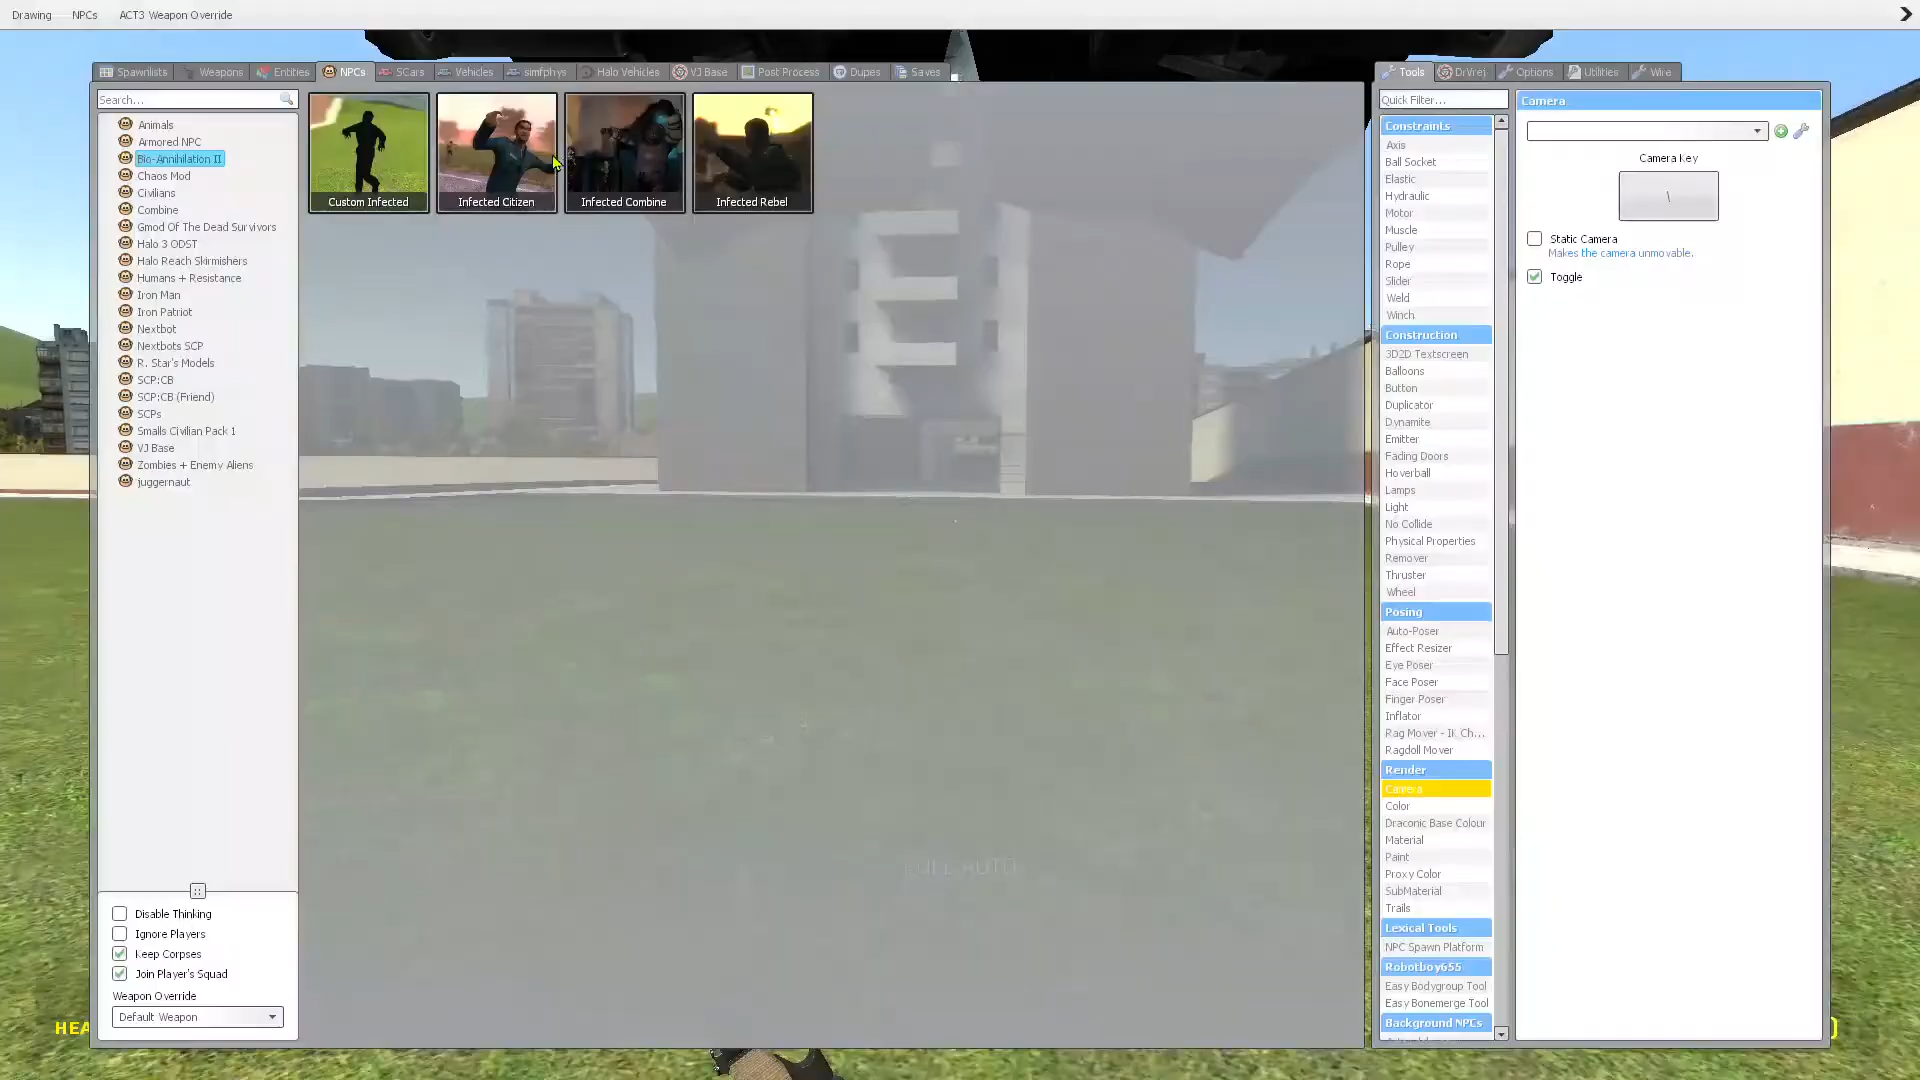 Drawing NPCs ACT3 Weapon Override
Spawnlists Weapons Entities NPCs SCars Vehicles simfphys Halo Vehicles VJ Base Post Process Dupes Saves
Search...
Animals
Armored NPC
Bio-Annihilation II
Chaos Mod
Civilians
Combine
Gmod Of The Dead Survivors
Halo 3 ODST
Halo Reach Skirmishers
Humans + Resistance
Iron Man
Iron Patriot
Nextbot
Nextbots SCP
R. Star's Models
SCP:CB
SCP:CB (Friend)
SCPs
Smalls Civilian Pack 1
VJ Base
Zombies + Enemy Aliens
juggernaut
Disable Thinking
Ignore Players
Keep Corpses
Join Player's Squad
Weapon Override
Default Weapon
HEA
Custom Infected
Infected Citizen
Infected Combine
Infected Rebel
Tools DrVrej Options Utilities Wire
Quick Filter...
Constraints
Axis
Ball Socket
Elastic
Hydraulic
Motor
Muscle
Pulley
Rope
Slider
Weld
Winch
Construction
3D2D Textscreen
Balloons
Button
Duplicator
Dynamite
Emitter
Fading Doors
Hoverball
Lamps
Light
No Collide
Physical Properties
Remover
Thruster
Wheel
Posing
Auto-Poser
Effect Resizer
Eye Poser
Face Poser
Finger Poser
Inflator
Rag Mover - IK Ch...
Ragdoll Mover
Render
Camera
Color
Draconic Base Colour
Material
Paint
Proxy Color
SubMaterial
Trails
Lexical Tools
NPC Spawn Platform
Robotboy655
Easy Bodygroup Tool
Easy Bonemerge Tool
Background NPCs
Camera
Camera Key
\
Static Camera
Makes the camera unmovable.
Toggle